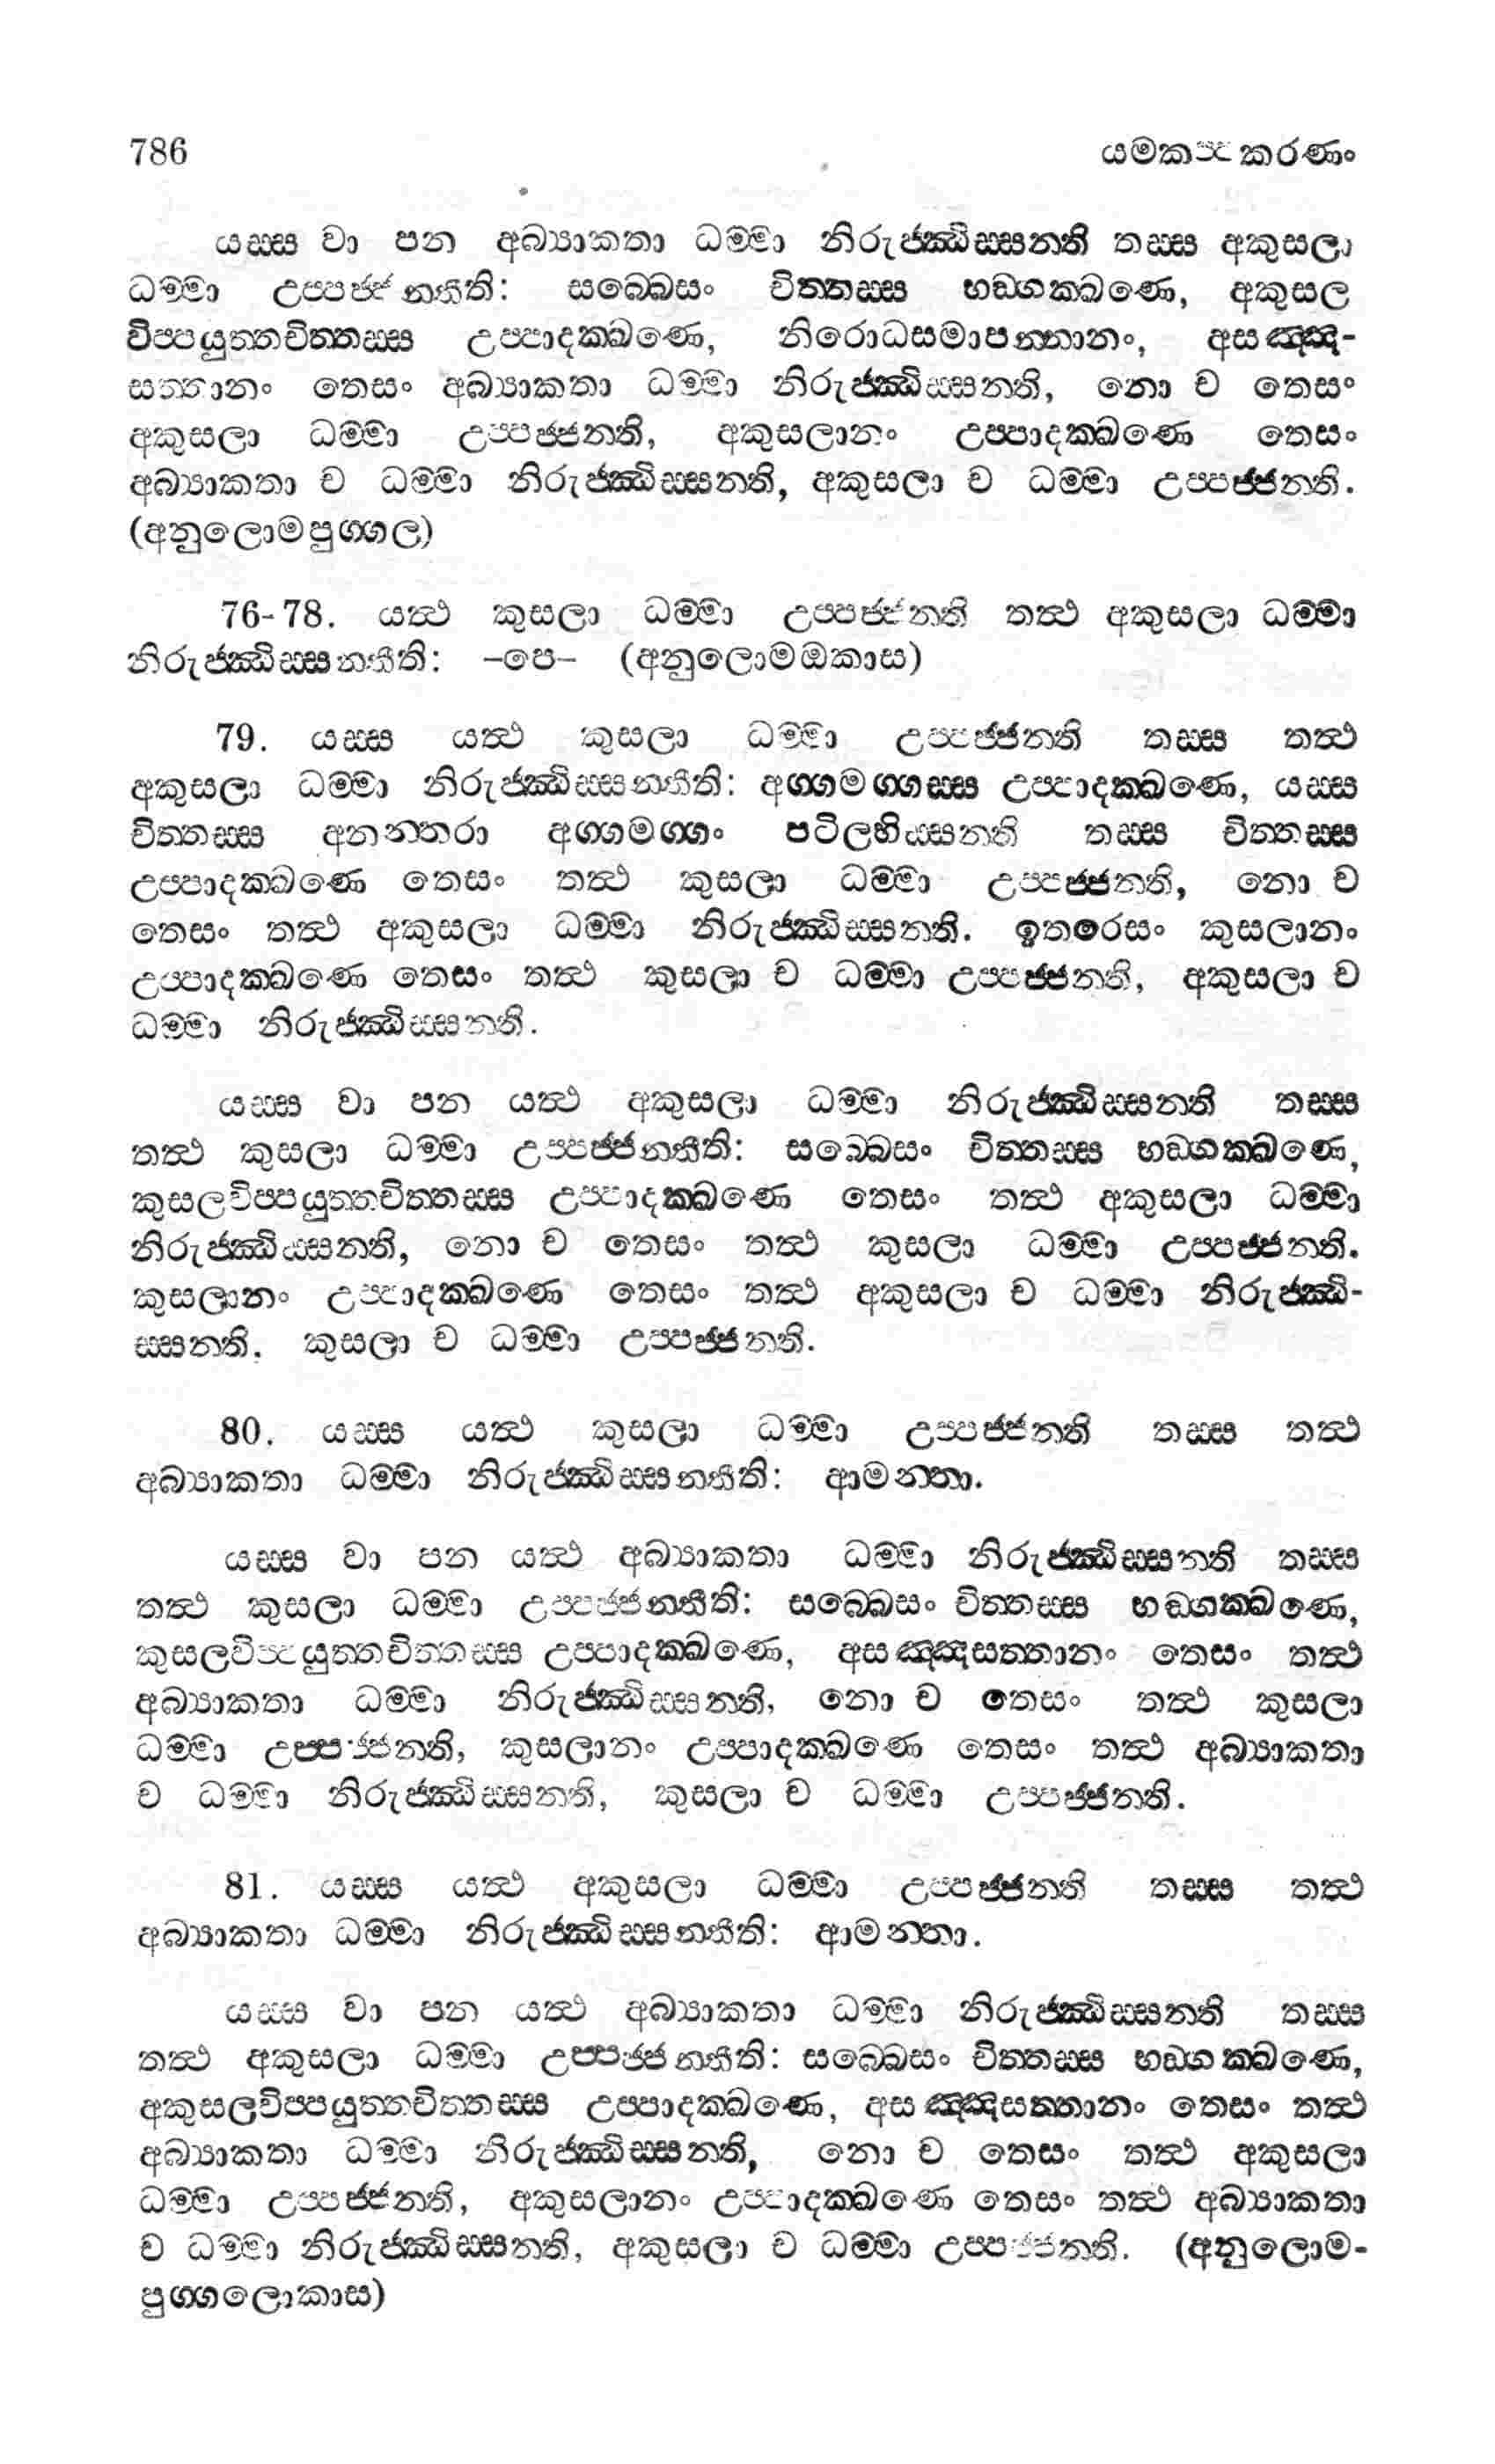 786 යමකප්පකරණං
යස්ස වා පන අබ්‍යාකතා ධම්මා නිරුජ්ඣිස්සන්ති තස්ස අකුසලා
ධම්මා උප්පජ්ජන්තීති: සබ්බෙසං චිත්තස්ස භඞ්ගක්ඛණෙ, අකුසල
විප්පයුත්තචිත්තස්ස උප්පාදක්ඛණෙ, නිරොධසමාපන්නානං, අසඤ්ඤ-
සත්තානං තෙසං අබ්‍යාකතා ධම්මා නිරුජ්ඣිස්සන්ති, නො ච තෙසං
අකුසලා ධම්මා උප්පජ්ජන්ති, අකුසලානං උප්පාදක්ඛණෙ තෙසං
අබ්‍යාකතා ච ධම්මා නිරුජ්ඣිස්සන්ති, අකුසලා ච ධම්මා උප්පජ්ජන්ති.
(අනුලොමපුග්ගල)
76-78. යත්ථ කුසලා ධම්මා උප්පජ්ජන්ති තත්ථ අකුසලා ධම්මා
නිරුජ්ඣිස්සන්තීති: –පෙ– (අනුලොමඔකාස)
79. යස්ස යත්ථ කුසලා ධම්මා උප්පජ්ජන්ති තස්ස තත්ථ
අකුසලා ධම්මා නිරුජ්ඣිස්සන්තීති: අග්ගමග්ගස්ස උප්පාදක්ඛණෙ, යස්ස
චිත්තස්ස අනන්තරා අග්ගමග්ගං පටිලභිස්සන්ති තස්ස චිත්තස්ස
උප්පාදක්ඛණෙ තෙසං තත්ථ කුසලා ධම්මා උප්පජ්ජන්ති, නො ච
තෙසං තත්ථ අකුසලා ධම්මා නිරුජ්ඣිස්සන්ති. ඉතරෙසං කුසලානං
උප්පාදක්ඛණෙ තෙසං තත්ථ කුසලා ච ධම්මා උප්පජ්ජන්ති, අකුසලා ච
ධම්මා නිරුජ්ඣිස්සන්ති.
යස්ස වා පන යත්ථ අකුසලා ධම්මා නිරුජ්ඣිස්සන්ති තස්ස
තත්ථ කුසලා ධම්මා උප්පජ්ජන්තීති: සබ්බෙසං චිත්තස්ස භඞ්ගක්ඛණෙ,
කුසලවිප්පයුත්තචිත්තස්ස උප්පාදක්ඛණෙ තෙසං තත්ථ අකුසලා ධම්මා
නිරුජ්ඣිස්සන්ති, නො ච තෙසං තත්ථ කුසලා ධම්මා උප්පජ්ජන්ති.
කුසලානං උප්පාදක්ඛණෙ තෙසං තත්ථ අකුසලා ච ධම්මා නිරුජ්ඣි-
ස්සන්ති. කුසලා ච ධම්මා උප්පජ්ජන්ති.
80. යස්ස යත්ථ කුසලා ධම්මා උප්පජ්ජන්ති තස්ස තත්ථ
අබ්‍යාකතා ධම්මා නිරුජ්ඣිස්සන්තීති: ආමන්තා.
යස්ස වා පන යත්ථ අබ්‍යාකතා ධම්මා නිරුජ්ඣිස්සන්ති තස්ස
තත්ථ කුසලා ධම්මා උප්පජ්ජන්තීති: සබ්බෙසං චිත්තස්ස භඞ්ගක්ඛණෙ,
කුසලවිප්පයුත්තචිත්තස්ස උප්පාදක්ඛණෙ, අසඤ්ඤසත්තානං තෙසං තත්ථ
අබ්‍යාකතා ධම්මා නිරුජ්ඣිස්සන්ති, නො ච තෙසං තත්ථ කුසලා
ධම්මා උප්පජ්ජන්ති, කුසලානං උප්පාදක්ඛණෙ තෙසං තත්ථ අබ්‍යාකතා
ච ධම්මා නිරුජ්ඣිස්සන්ති, කුසලා ච ධම්මා උප්පජ්ජන්ති.
81. යස්ස යත්ථ අකුසලා ධම්මා උප්පජ්ජන්ති තස්ස තත්ථ
අබ්‍යාකතා ධම්මා නිරුජ්ඣිස්සන්තීති: ආමන්තා.
යස්ස වා පන යත්ථ අබ්‍යාකතා ධම්මා නිරුජ්ඣිස්සන්ති තස්ස
තත්ථ අකුසලා ධම්මා උප්පජ්ජන්තීති: සබ්බෙසං චිත්තස්ස භඞ්ගක්ඛණෙ,
අකුසලවිප්පයුත්තචිත්තස්ස උප්පාදක්ඛණෙ, අසඤ්ඤසත්තානං තෙසං තත්ථ
අබ්‍යාකතා ධම්මා නිරුජ්ඣිස්සන්ති, නො ච තෙසං තත්ථ අකුසලා
ධම්මා උප්පජ්ජන්ති, අකුසලානං උප්පාදක්ඛණෙ තෙසං තත්ථ අබ්‍යාකතා
ච ධම්මා නිරුජ්ඣිස්සන්ති, අකුසලා ච ධම්මා උප්පජ්ජන්ති. (අනුලොම-
පුග්ගලොකාස)